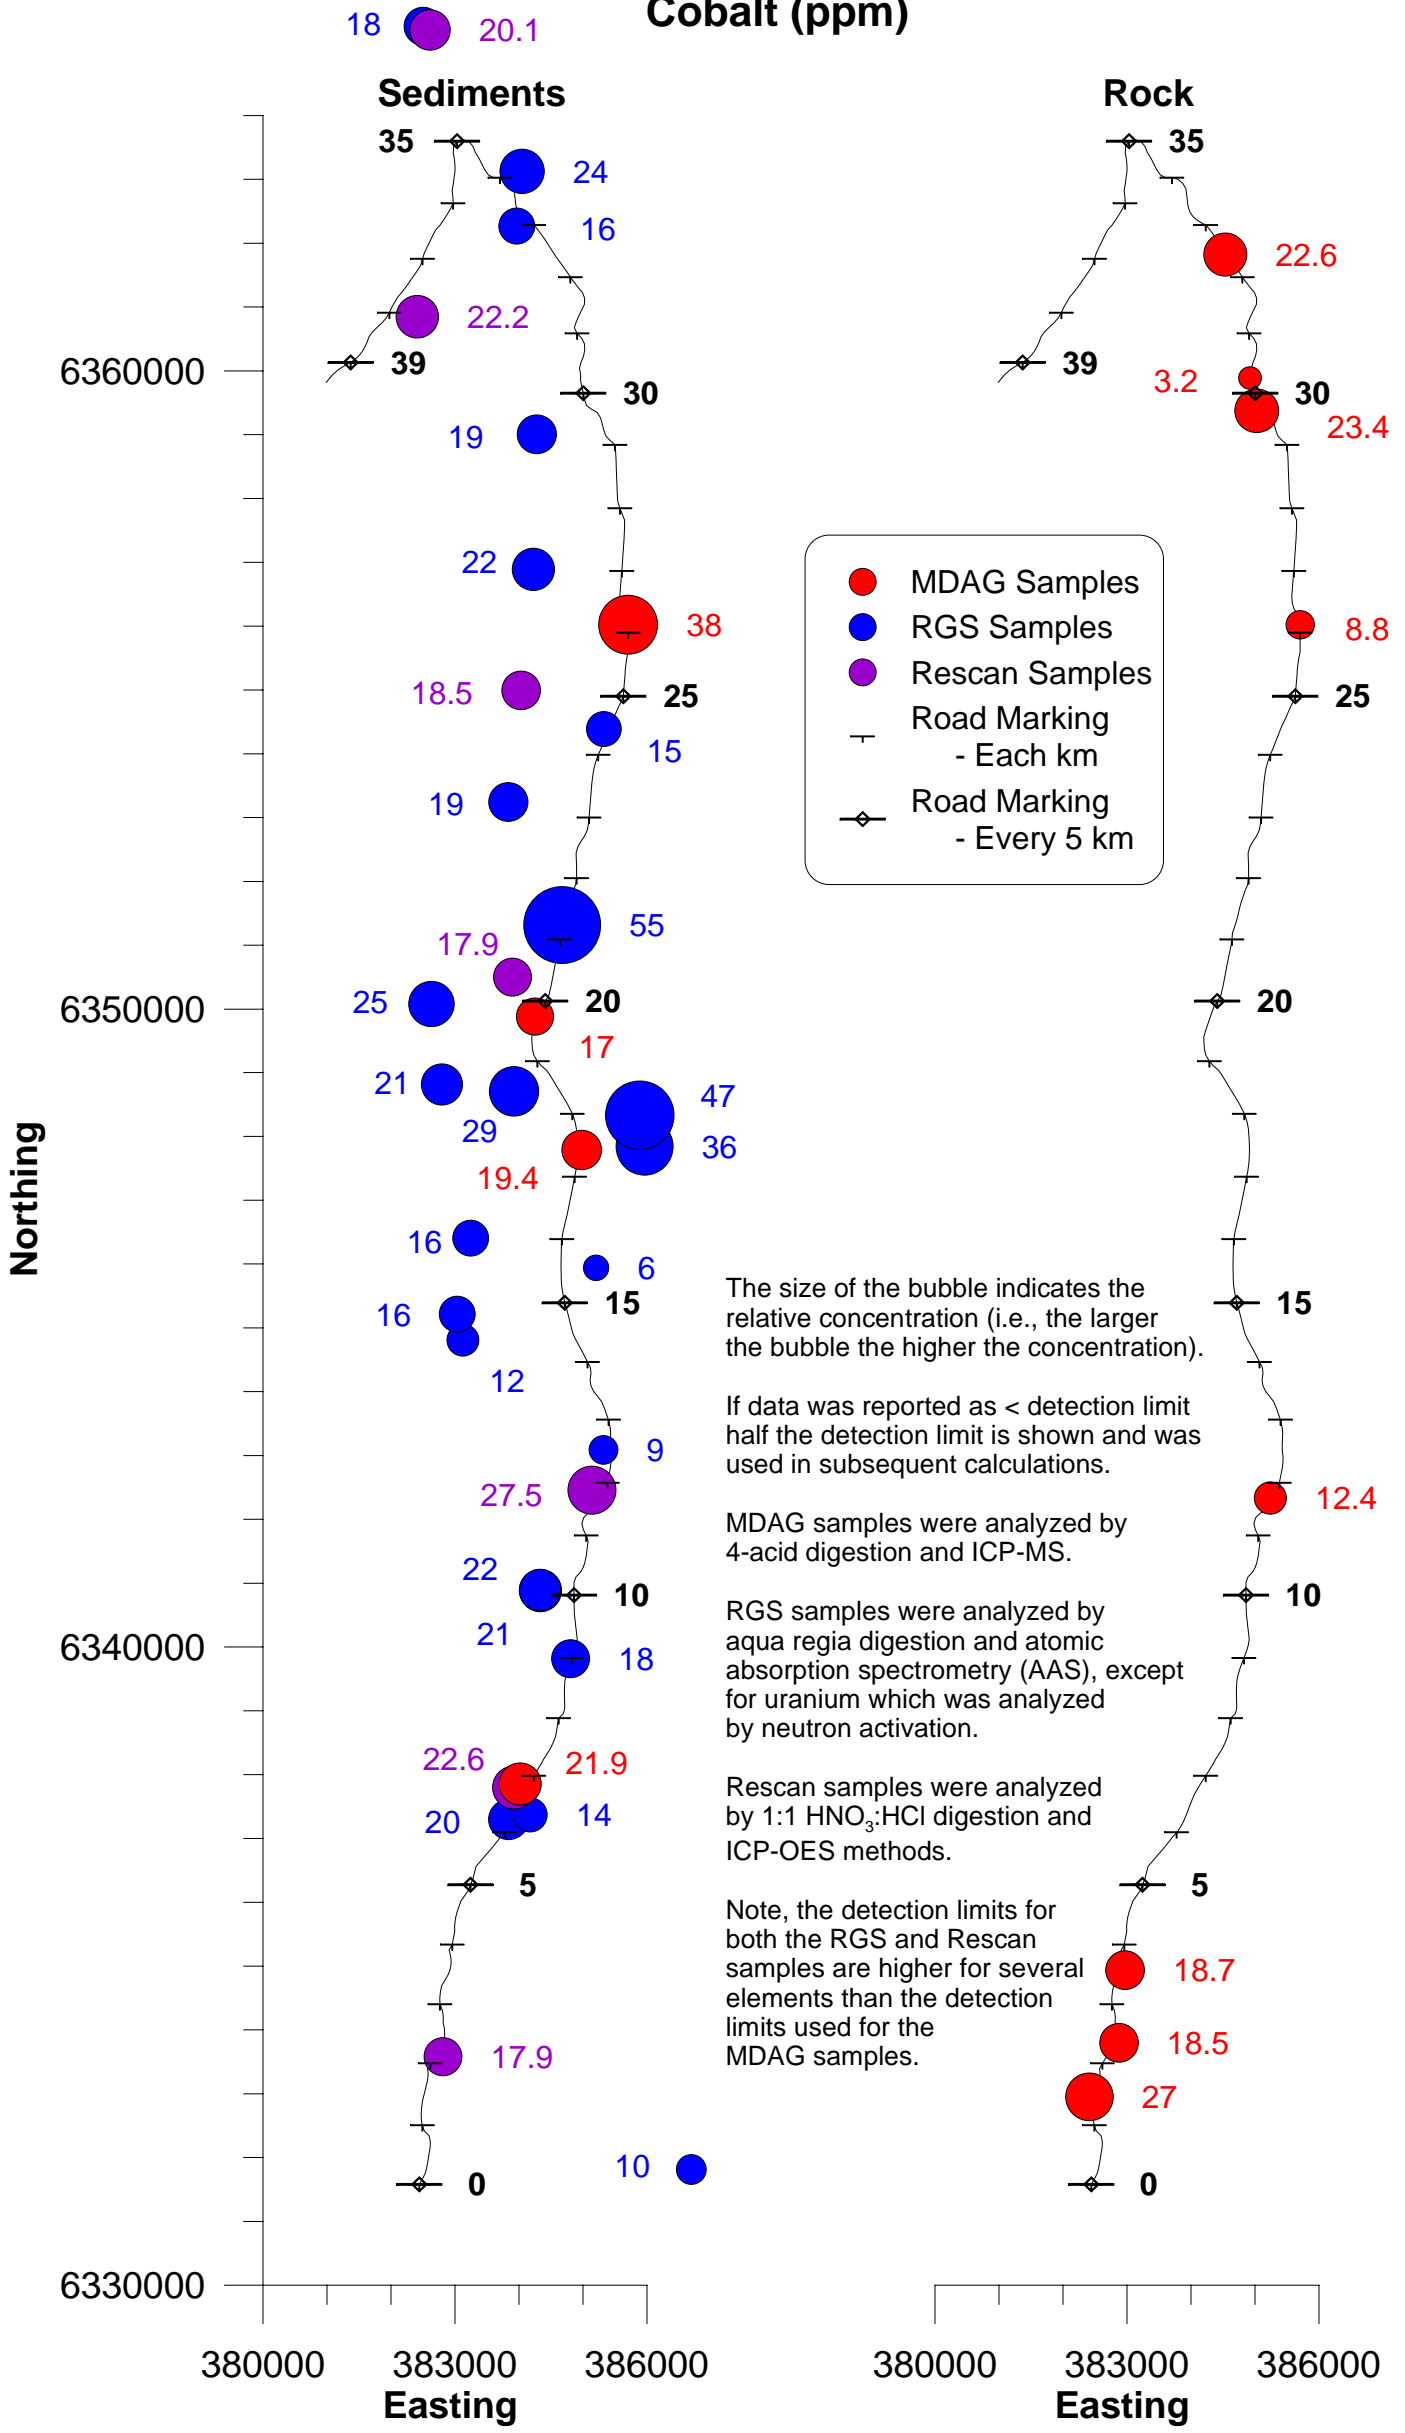 Cobalt (ppm)
18
20.1
Sediments
Rock
35
35
24
16
22.6
22.2
39
39
6360000
3.2
30
30
23.4
19
22
MDAG Samples
RGS Samples
Rescan Samples
Road Marking
- Each km
Road Marking
- Every 5 km
38
8.8
18.5
25
25
15
19
55
17.9
25
20
20
6350000
17
21
29
47
36
19.4
Northing
16
6
15
15
16
12
The size of the bubble indicates the
relative concentration (i.e., the larger
the bubble the higher the concentration).
If data was reported as < detection limit
half the detection limit is shown and was
used in subsequent calculations.
MDAG samples were analyzed by
4-acid digestion and ICP-MS.
RGS samples were analyzed by
aqua regia digestion and atomic
absorption spectrometry (AAS), except
for uranium which was analyzed
by neutron activation.
Rescan samples were analyzed
by 1:1 HNO₃:HCl digestion and
ICP-OES methods.
Note, the detection limits for
both the RGS and Rescan
samples are higher for several
elements than the detection
limits used for the
MDAG samples.
9
27.5
12.4
22
10
10
21
18
6340000
22.6
21.9
20
14
5
5
18.7
17.9
18.5
27
10
0
0
6330000
380000 383000 386000
380000 383000 386000
Easting
Easting